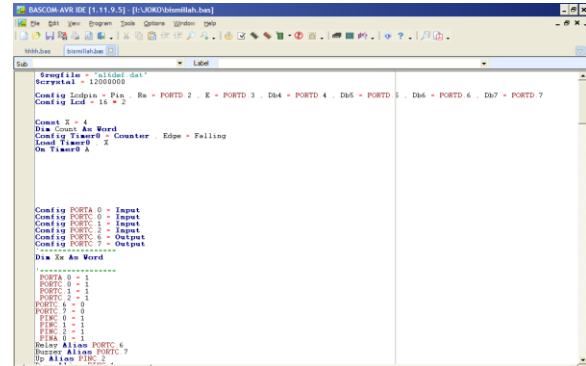 BASCOM-AVR IDE [1.11.9.5] - [I:\JOKO\bismillah.bas]
File Edit View Program Tools Options Window Help
hhhh.bas bismillah.bas
Sub Label
$regfile = "m16def.dat"
$crystal = 12000000
Config Lcdpin = Pin , Rs = PORTD.2 , E = PORTD.3 , Db4 = PORTD.4 , Db5 = PORTD.5 , Db6 = PORTD.6 , Db7 = PORTD.7
Config Lcd = 16 * 2
Const X = 4
Dim Count As Word
Config Timer0 = Counter , Edge = Falling
Load Timer0 , X
On Timer0 A
Config PORTA.0 = Input
Config PORTC.0 = Input
Config PORTC.1 = Input
Config PORTC.2 = Input
Config PORTC.6 = Output
Config PORTC.7 = Output
'=================
Dim Xx As Word
'=================
PORTA.0 = 1
PORTC.0 = 1
PORTC.1 = 1
PORTC.2 = 1
PORTC.6 = 0
PORTC.7 = 0
PINC.0 = 1
PINC.1 = 1
PINC.2 = 1
PINA.0 = 1
Relay Alias PORTC.6
Buzzer Alias PORTC.7
Up Alias PINC.2